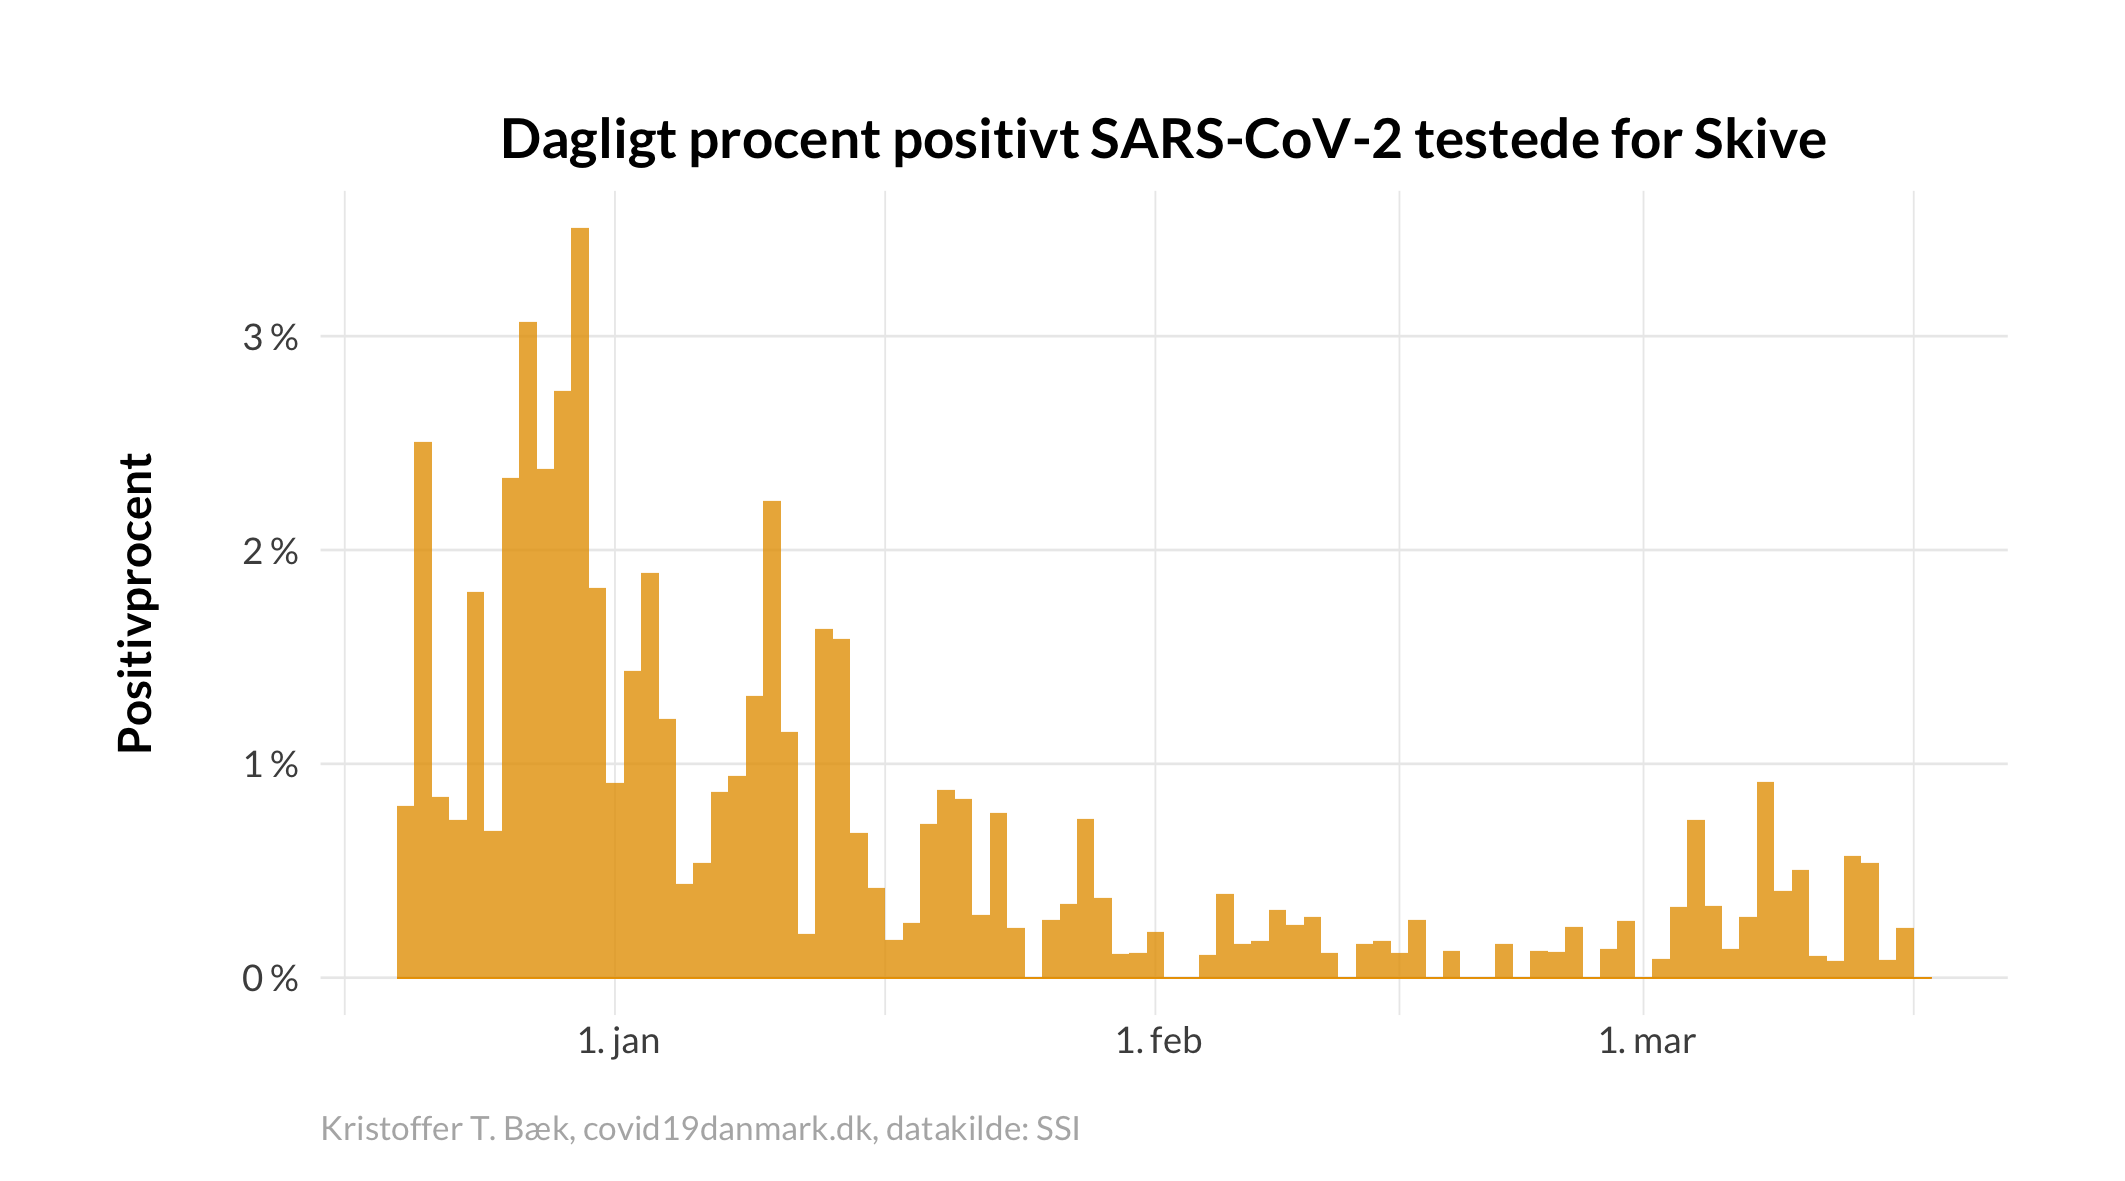 Dagligt procent positivt SARS-CoV-2 testede for Skive
Positivprocent
3 %
2 %
1 %
0 %
1. jan
1. feb
1. mar
Kristoffer T. Bæk, covid19danmark.dk, datakilde: SSI